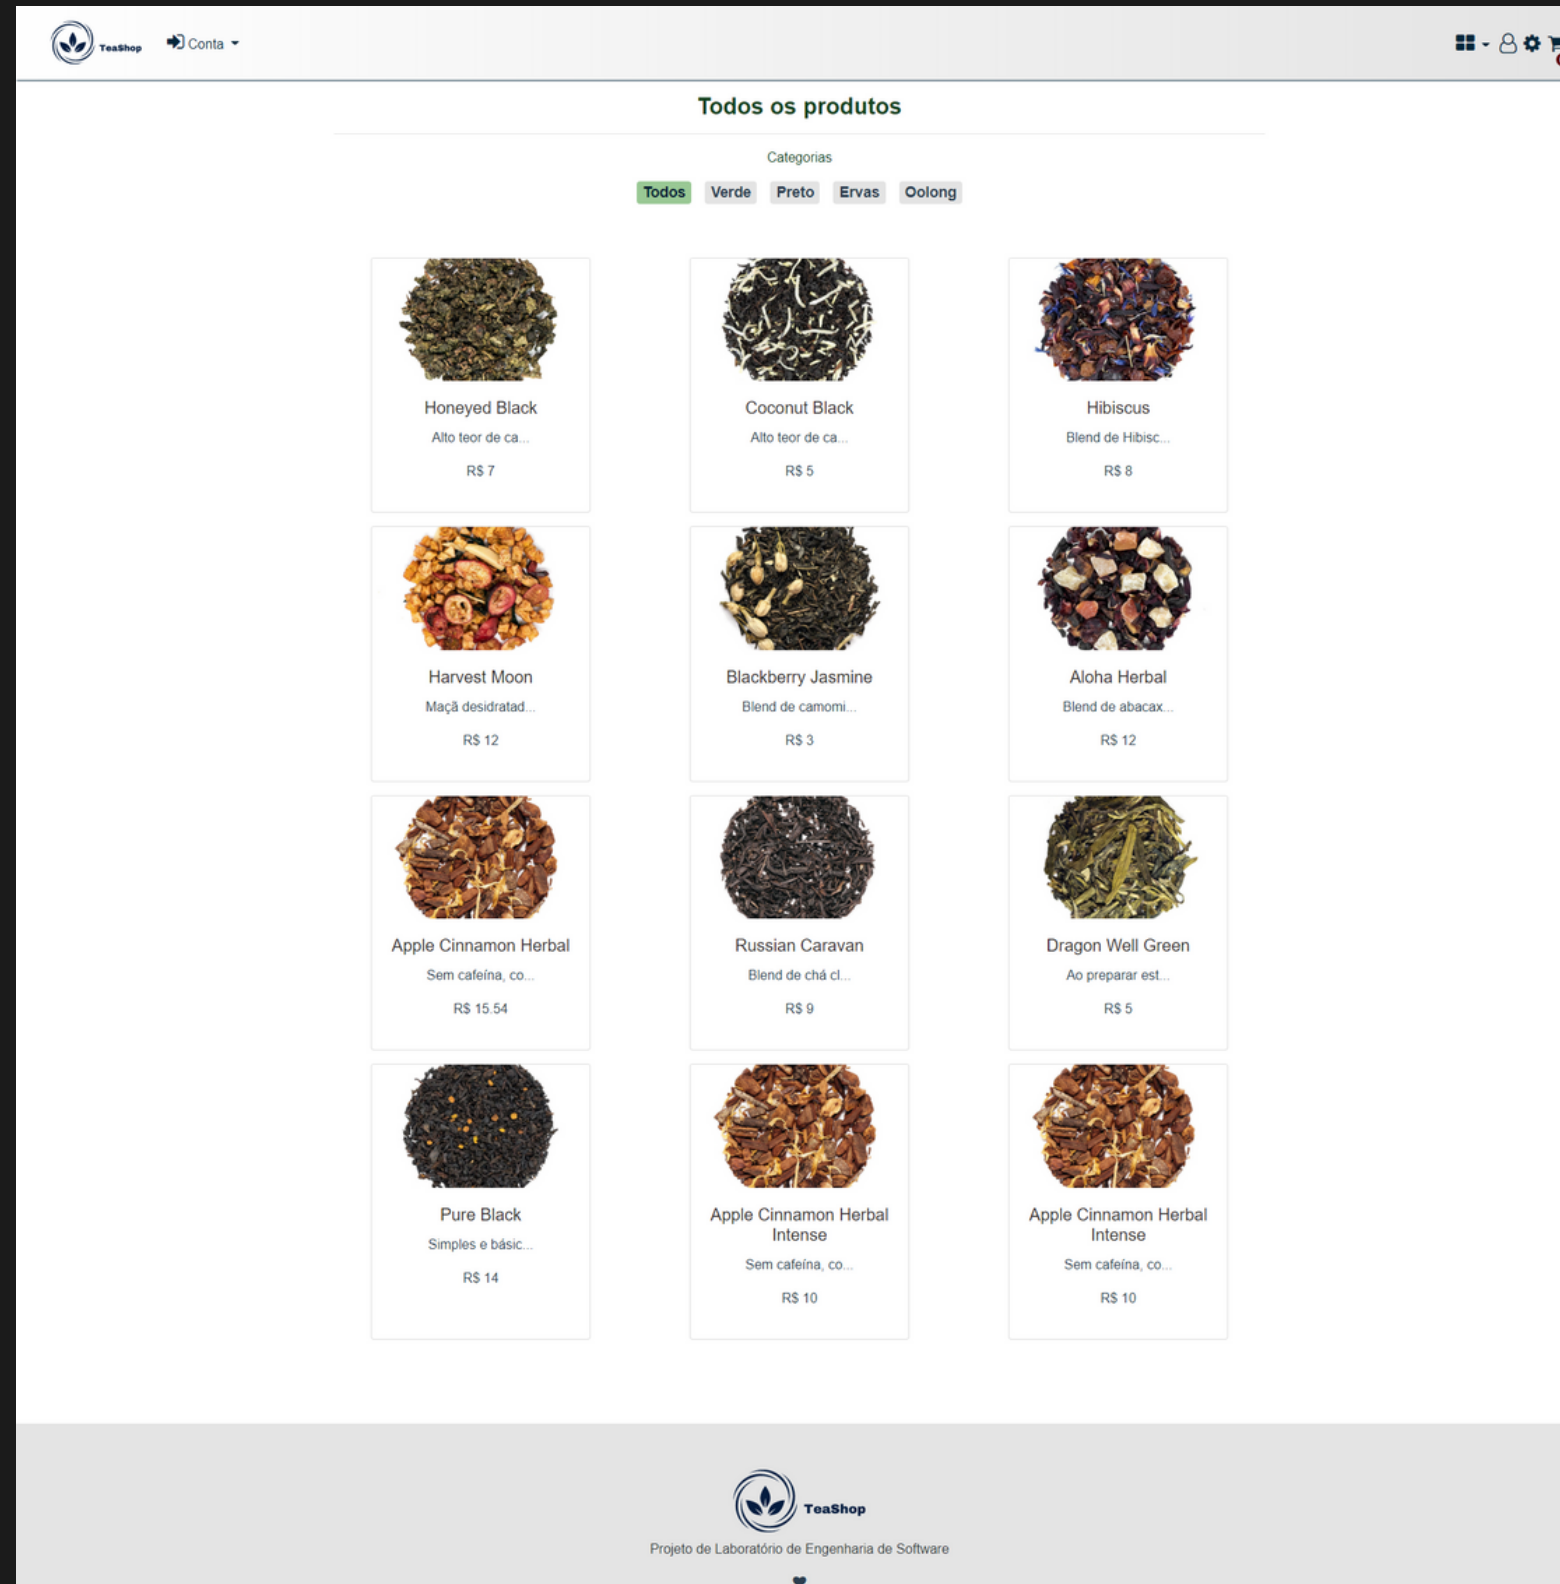 TeaShop
Conta
Todos os produtos
Categorias
Todos Verde Preto Ervas Oolong
Honeyed Black
Alto teor de ca...
R$ 7
Coconut Black
Alto teor de ca...
R$ 5
Hibiscus
Blend de Hibisc...
R$ 8
Harvest Moon
Maçã desidratad...
R$ 12
Blackberry Jasmine
Blend de camomi...
R$ 3
Aloha Herbal
Blend de abacax...
R$ 12
Apple Cinnamon Herbal
Sem cafeína, co...
R$ 15.54
Russian Caravan
Blend de chá cl...
R$ 9
Dragon Well Green
Ao preparar est...
R$ 5
Pure Black
Simples e básic...
R$ 14
Apple Cinnamon Herbal
Intense
Sem cafeína, co...
R$ 10
Apple Cinnamon Herbal
Intense
Sem cafeína, co...
R$ 10
TeaShop
Projeto de Laboratório de Engenharia de Software